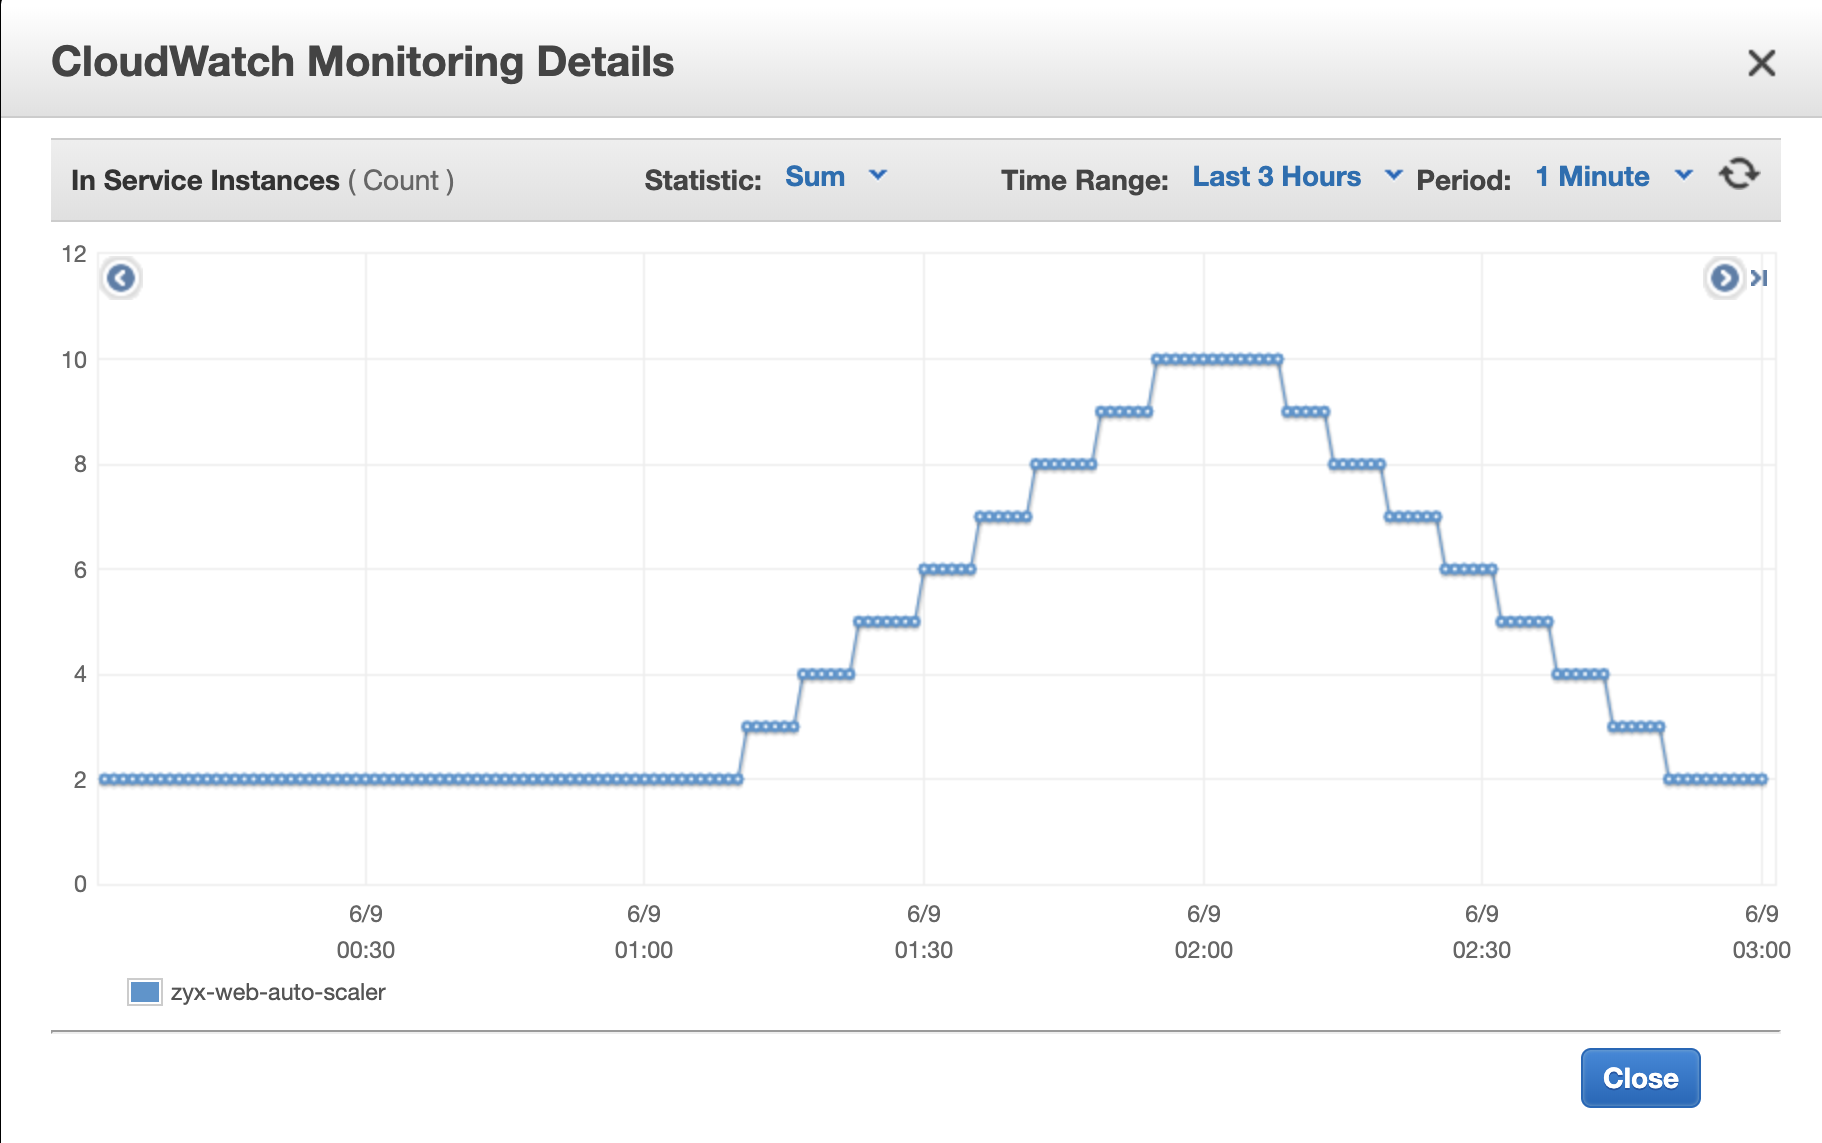 CloudWatch Monitoring Details
In Service Instances ( Count )
Statistic: Sum
Time Range: Last 3 Hours
Period: 1 Minute
12
10
8
6
4
2
0
6/9 6/9 6/9 6/9 6/9 6/9
00:30 01:00 01:30 02:00 02:30 03:00
zyx-web-auto-scaler
Close